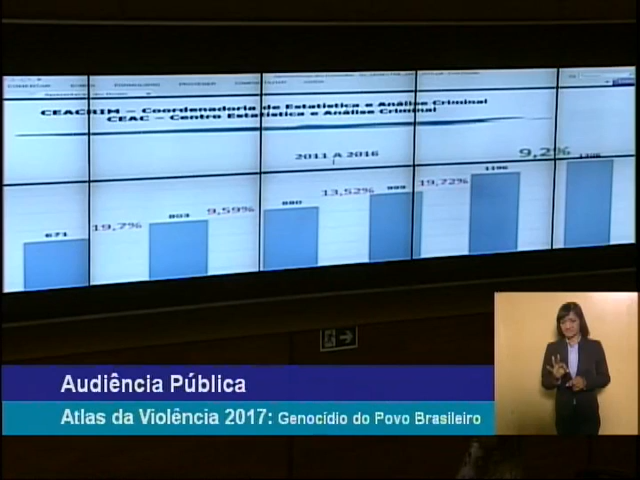 CEACRIM – Coordenadoria de Estatística e Análise Criminal
CEAC – Centro Estatística e Análise Criminal
2011 A 2016
9,2%
671
19,7%
803
9,59%
880
13,52%
999
19,72%
1196
Audiência Pública
Atlas da Violência 2017: Genocídio do Povo Brasileiro